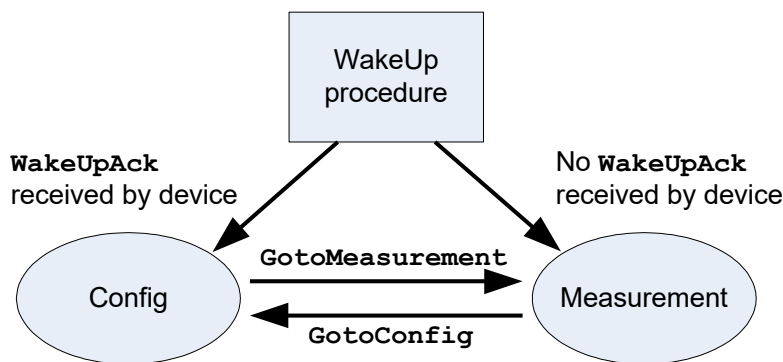 WakeUp
procedure
WakeUpAck
received by device
No WakeUpAck
received by device
GotoMeasurement
Config
Measurement
GotoConfig